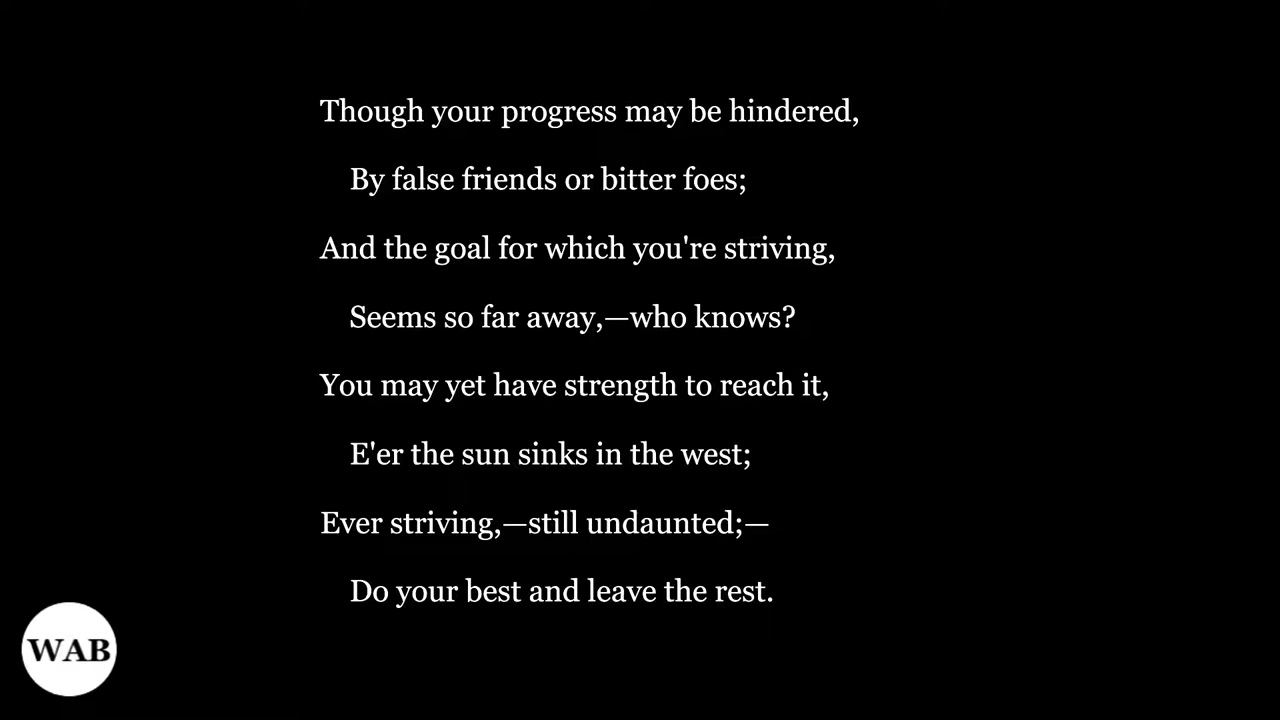 Though your progress may be hindered,
By false friends or bitter foes;
And the goal for which you're striving,
Seems so far away,—who knows?
You may yet have strength to reach it,
E'er the sun sinks in the west;
Ever striving,—still undaunted;—
Do your best and leave the rest.
WAB